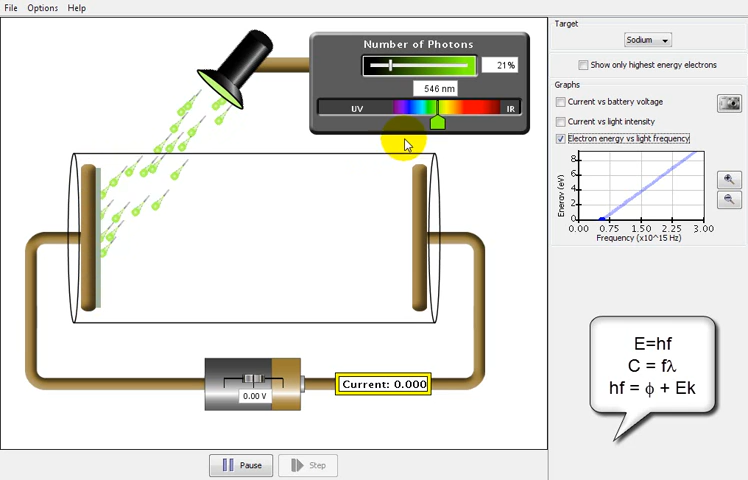 File Options Help
Number of Photons
21%
546 nm
UV
IR
0.00 V
Current: 0.000
Pause
Step
Target
Sodium
Show only highest energy electrons
Graphs
Current vs battery voltage
Current vs light intensity
Electron energy vs light frequency
Energy (eV)
8
6
4
2
0
0.00 0.75 1.50 2.25 3.00
Frequency (x10^15 Hz)
E=hf
C = fλ
hf = ϕ + Ek